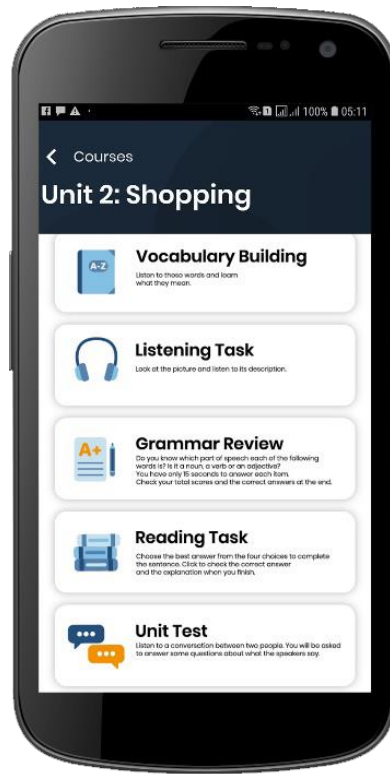 100% 05:11
Courses
Unit 2: Shopping
A-Z
Vocabulary Building
Listen to those words and learn
what they mean.
Listening Task
Look at the picture and listen to its description.
A+
Grammar Review
Do you know which part of speech each of the following
words is? Is it a noun, a verb or an adjective?
You have only 15 seconds to answer each item.
Check your total scores and the correct answers at the end.
Reading Task
Choose the best answer from the four choices to complete
the sentence. Click to check the correct answer
and the explanation when you finish.
Unit Test
Listen to a conversation between two people. You will be asked
to answer some questions about what the speakers say.